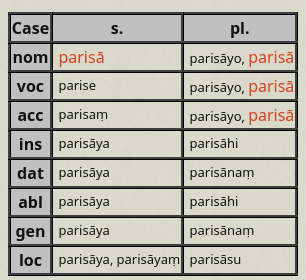 Case s. pl.
nom parisā parisāyo, parisā
voc parise parisāyo, parisā
acc parisaṃ parisāyo, parisā
ins parisāya parisāhi
dat parisāya parisānaṃ
abl parisāya parisāhi
gen parisāya parisānaṃ
loc parisāya, parisāyaṃ parisāsu